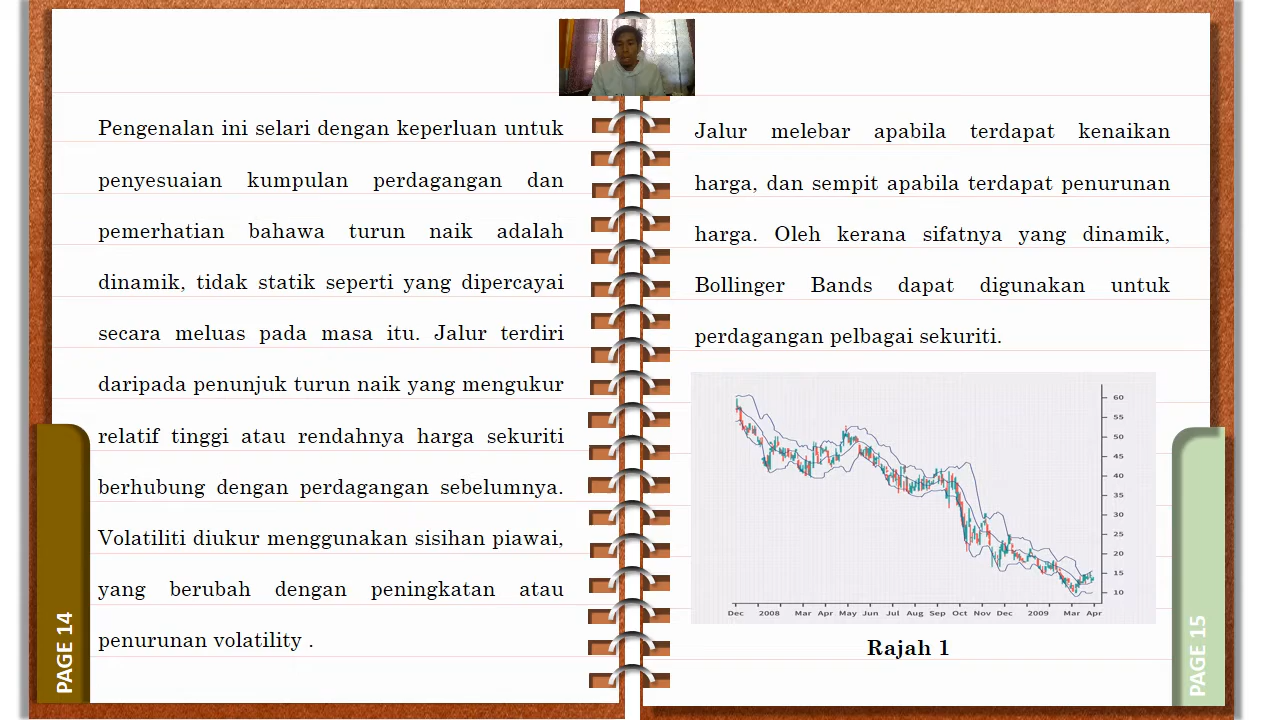 Pengenalan ini selari dengan keperluan untuk
penyesuaian kumpulan perdagangan dan
pemerhatian bahawa turun naik adalah
dinamik, tidak statik seperti yang dipercayai
secara meluas pada masa itu. Jalur terdiri
daripada penunjuk turun naik yang mengukur
relatif tinggi atau rendahnya harga sekuriti
berhubung dengan perdagangan sebelumnya.
Volatiliti diukur menggunakan sisihan piawai,
yang berubah dengan peningkatan atau
penurunan volatility .
PAGE 14
Jalur melebar apabila terdapat kenaikan
harga, dan sempit apabila terdapat penurunan
harga. Oleh kerana sifatnya yang dinamik,
Bollinger Bands dapat digunakan untuk
perdagangan pelbagai sekuriti.
60
55
50
45
40
35
30
25
20
15
10
Dec 2008 Mar Apr May Jun Jul Aug Sep Oct Nov Dec 2009 Mar Apr
Rajah 1
PAGE 15